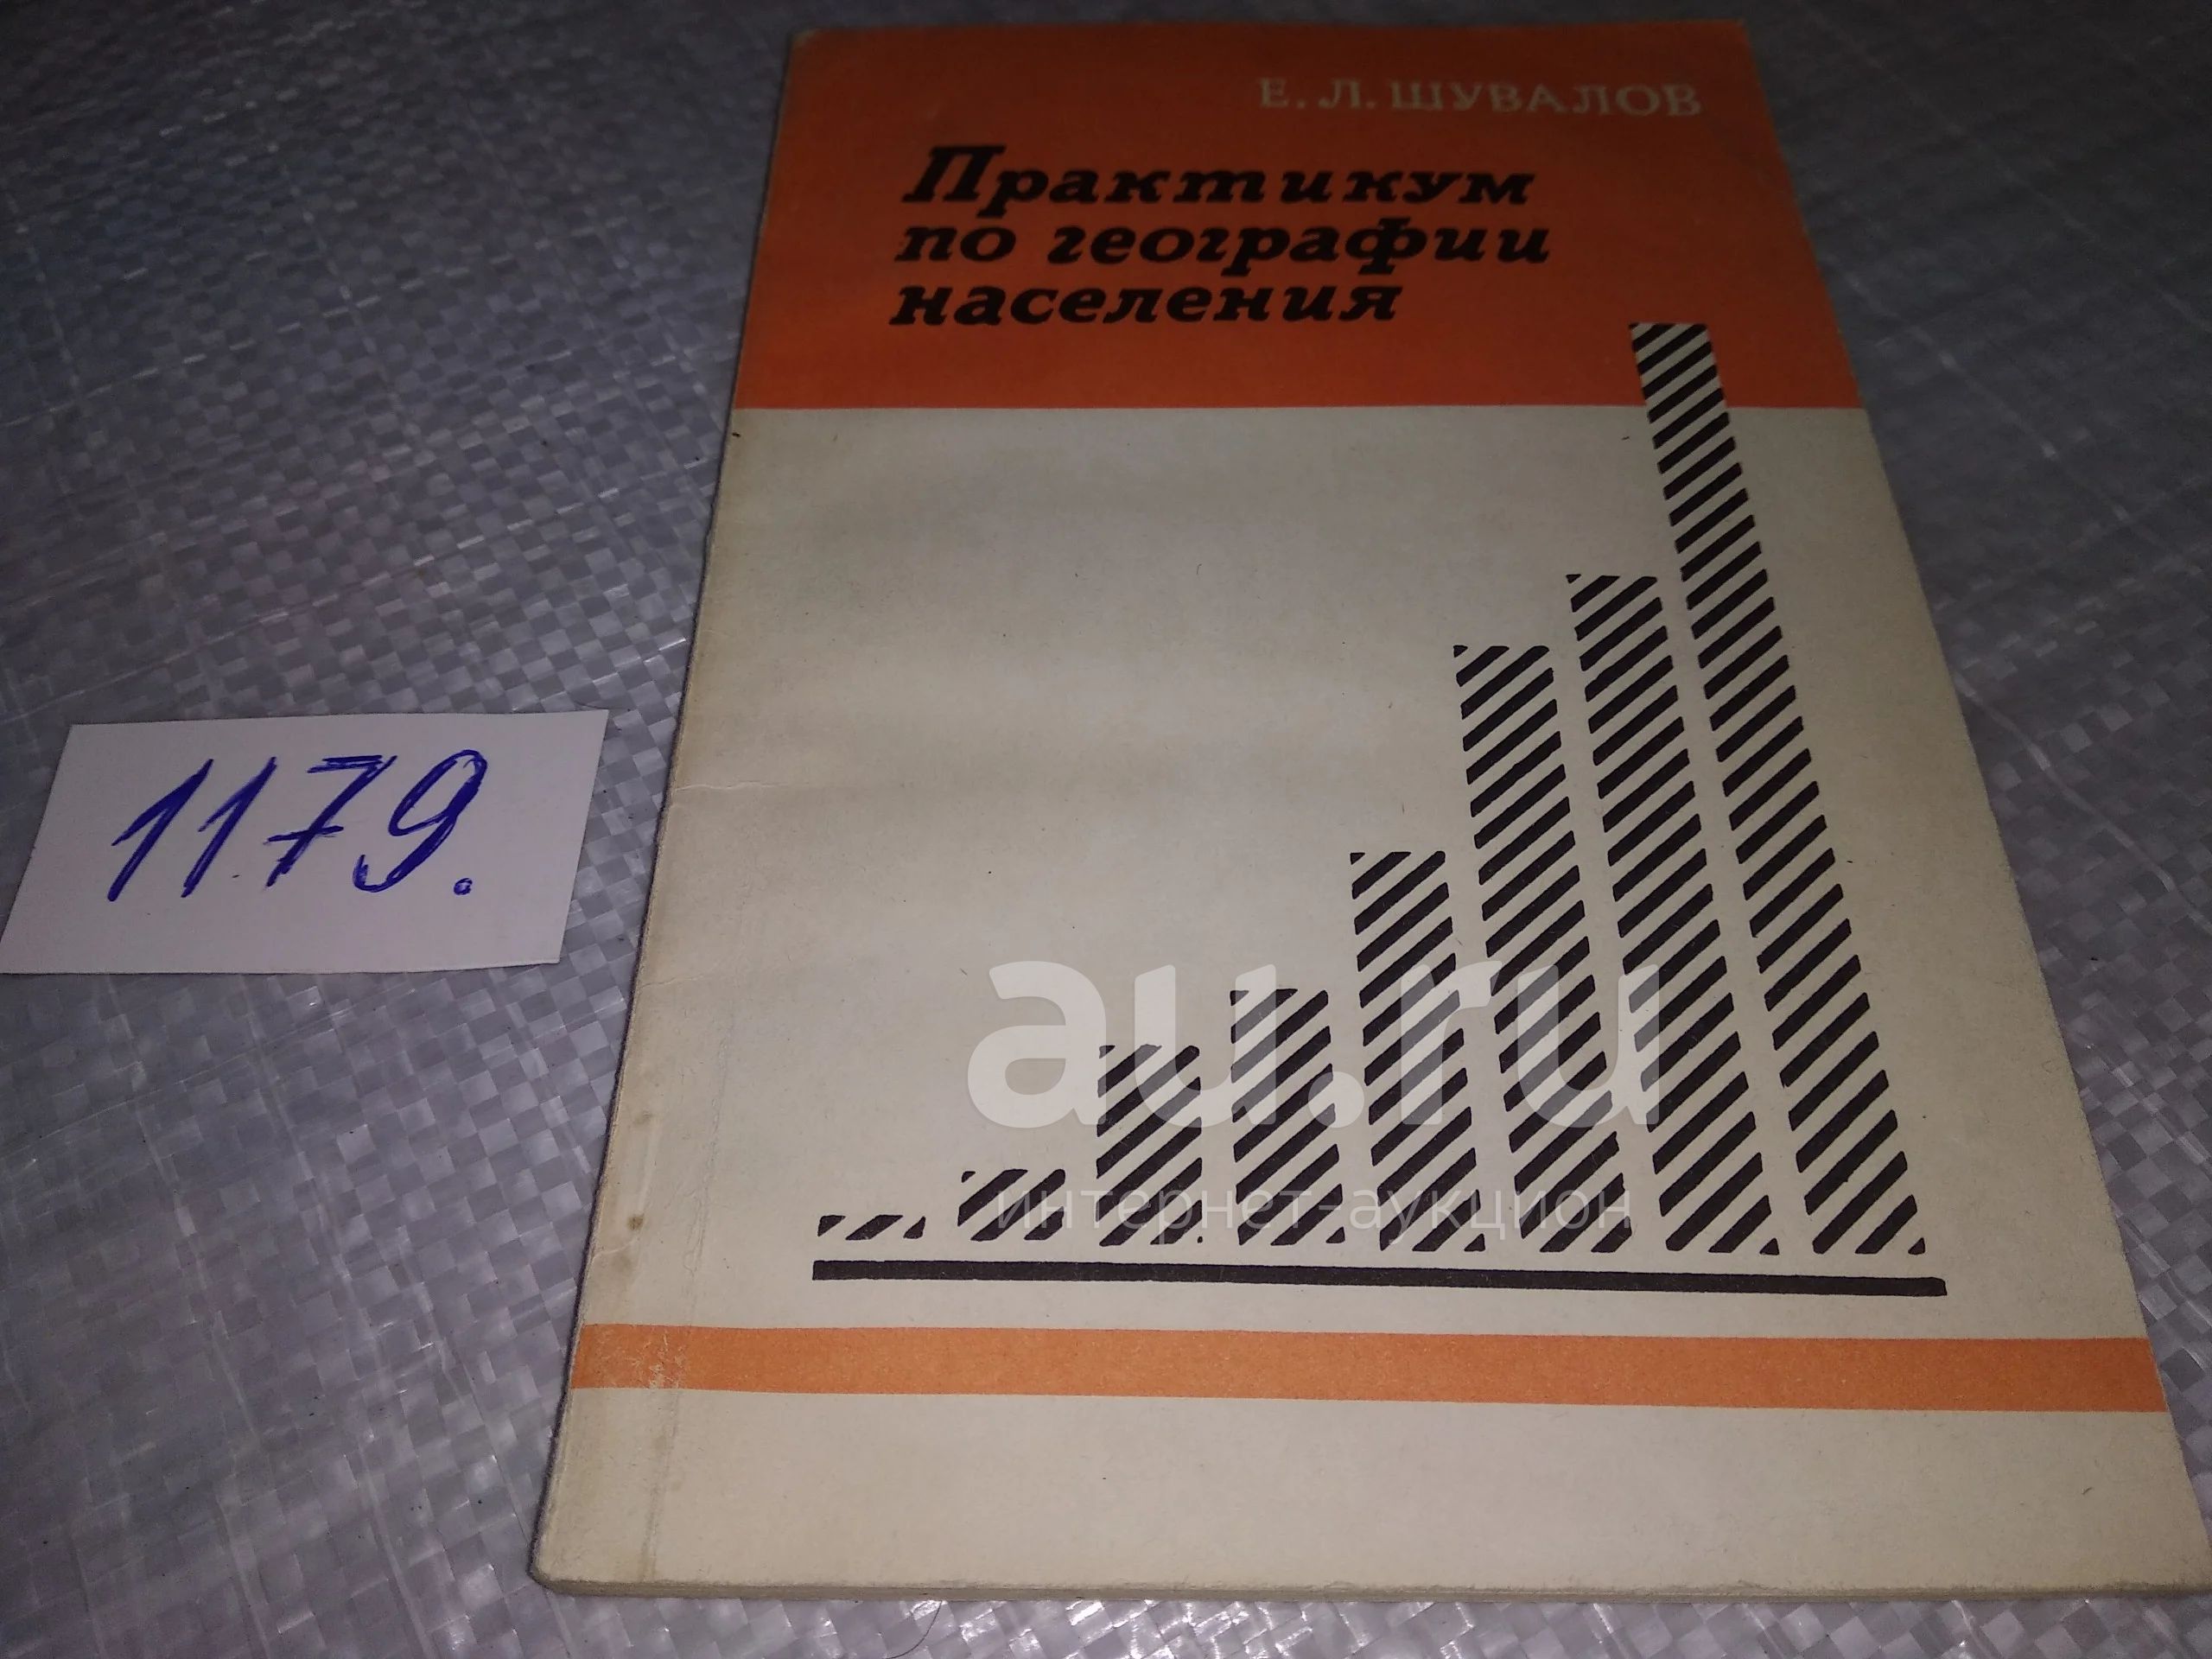 Е. Л. ШУВАЛОВ
Практикум
по географии
населения
1179.
au.ru
интернет-аукцион